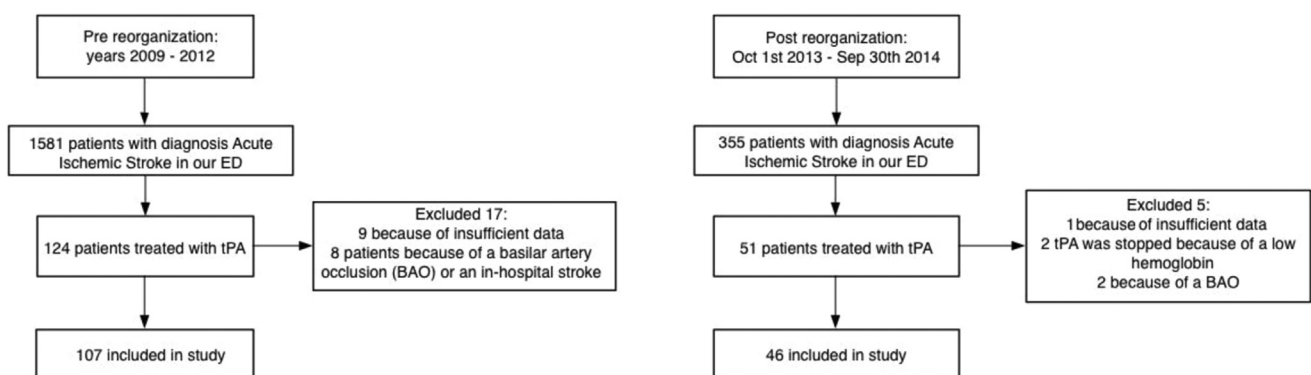 Pre reorganization:
years 2009 - 2012
1581 patients with diagnosis Acute
Ischemic Stroke in our ED
124 patients treated with tPA
Excluded 17:
9 because of insufficient data
8 patients because of a basilar artery
occlusion (BAO) or an in-hospital stroke
107 included in study
Post reorganization:
Oct 1st 2013 - Sep 30th 2014
355 patients with diagnosis Acute
Ischemic Stroke in our ED
51 patients treated with tPA
Excluded 5:
1 because of insufficient data
2 tPA was stopped because of a low
hemoglobin
2 because of a BAO
46 included in study